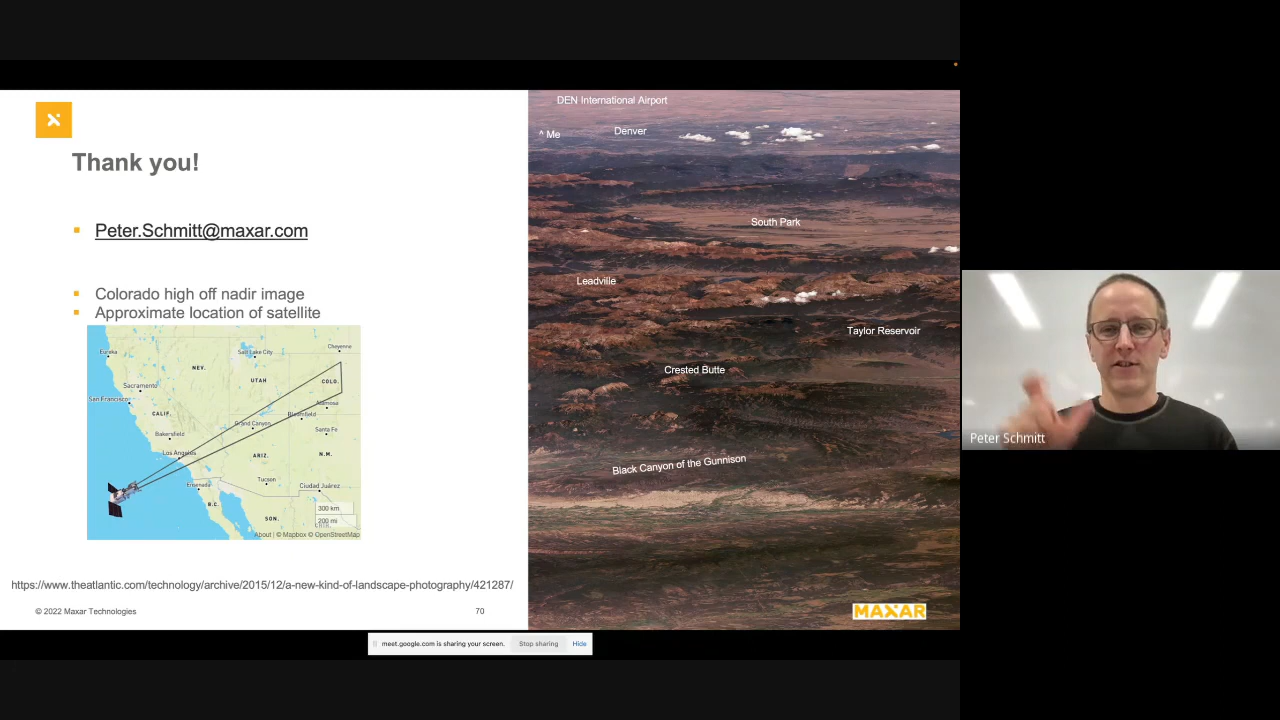 Thank you!
Peter.Schmitt@maxar.com
Colorado high off nadir image
Approximate location of satellite
Eureka
Salt Lake City
Cheyenne
NEV.
UTAH
COLO.
Sacramento
San Francisco
CALIF.
Alamosa
Bloomfield
Grand Canyon
Santa Fe
Bakersfield
Los Angeles
ARIZ.
N.M.
Tucson
Ensenada
Ciudad Juárez
B.C.
SON.
300 km
200 mi
About | © Mapbox © OpenStreetMap
https://www.theatlantic.com/technology/archive/2015/12/a-new-kind-of-landscape-photography/421287/
© 2022 Maxar Technologies
70
DEN International Airport
^ Me
Denver
South Park
Leadville
Taylor Reservoir
Crested Butte
Black Canyon of the Gunnison
MAXAR
meet.google.com is sharing your screen.
Stop sharing
Hide
Peter Schmitt